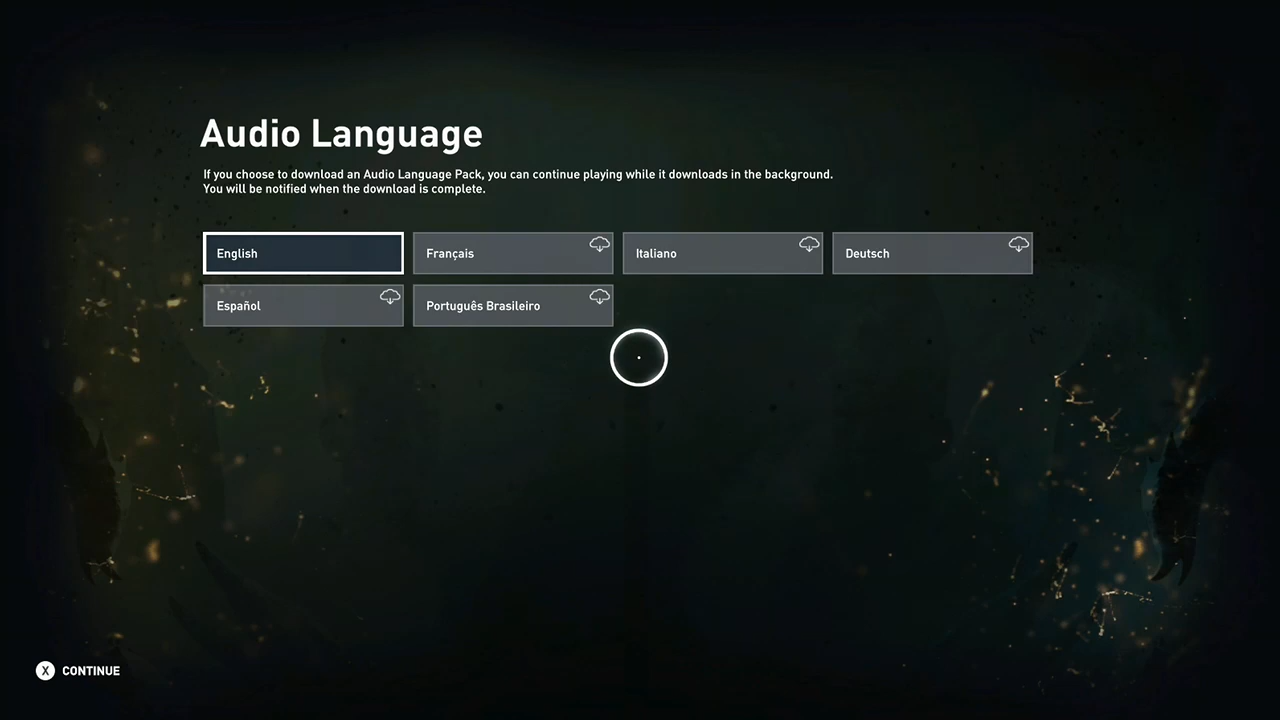 Audio Language
If you choose to download an Audio Language Pack, you can continue playing while it downloads in the background.
You will be notified when the download is complete.
English
Français
Italiano
Deutsch
Español
Português Brasileiro
X CONTINUE